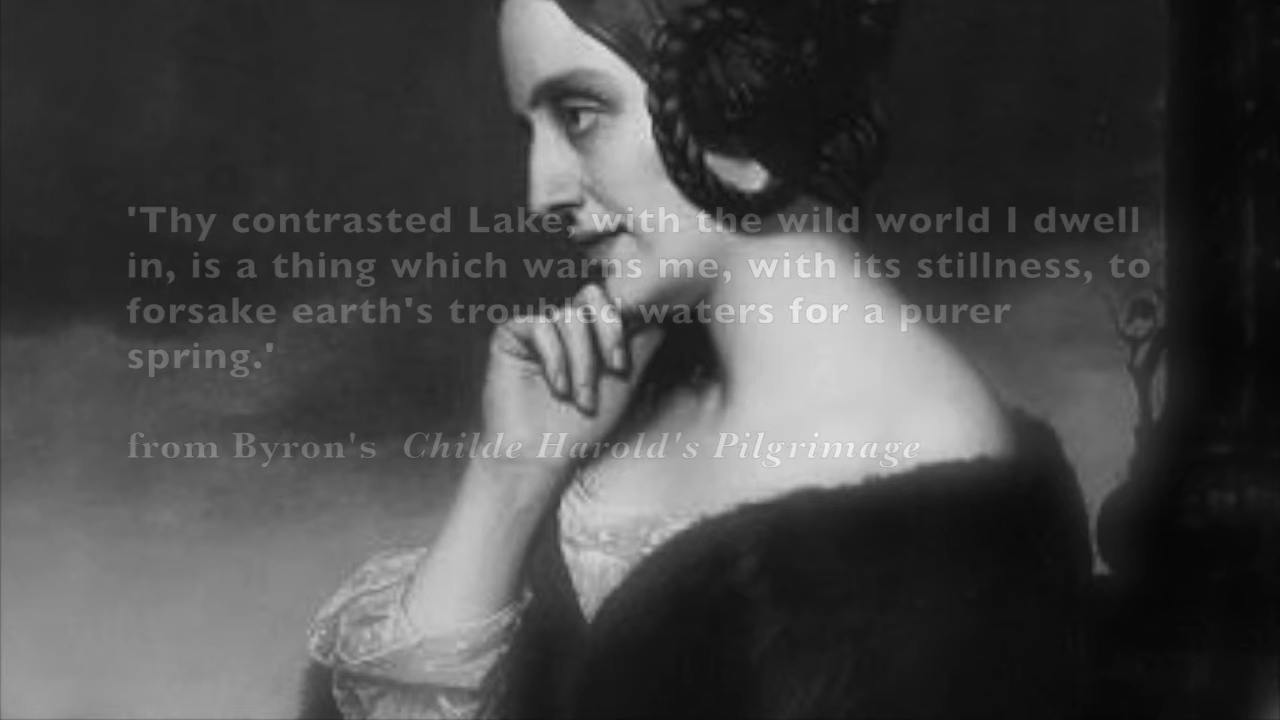 'Thy contrasted Lake, with the wild world I dwell
in, is a thing which warns me, with its stillness, to
forsake earth's troubled waters for a purer
spring.'
from Byron's Childe Harold's Pilgrimage